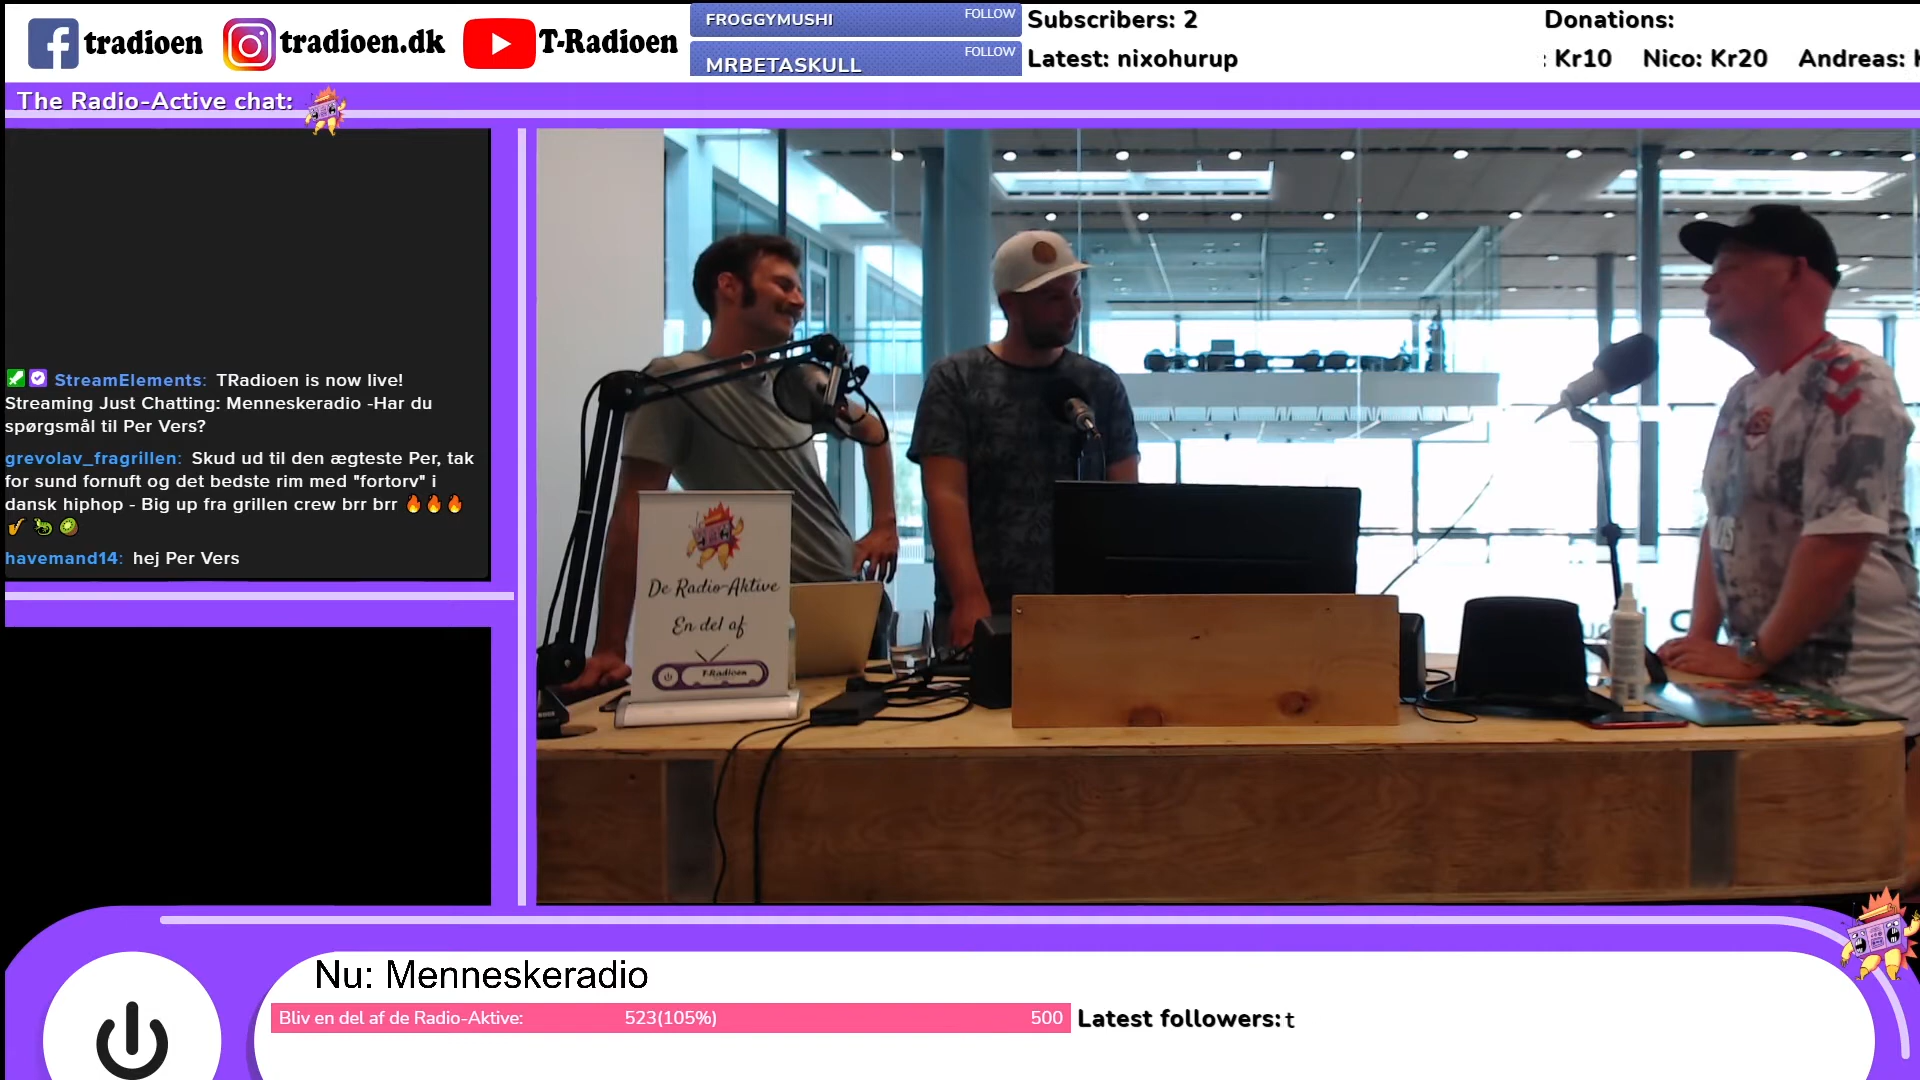 tradioen
tradioen.dk
T-Radioen
FROGGYMUSHI
FOLLOW
MRBETASKULL
FOLLOW
Subscribers: 2
Latest: nixohurup
Donations:
: Kr10 Nico: Kr20 Andreas:
The Radio-Active chat:
StreamElements: TRadioen is now live!
Streaming Just Chatting: Menneskeradio -Har du
spørgsmål til Per Vers?
grevolav_fragrillen: Skud ud til den ægteste Per, tak
for sund fornuft og det bedste rim med "fortorv" i
dansk hiphop - Big up fra grillen crew brr brr 🔥🔥🔥
🎷 🦎 🥝
havemand14: hej Per Vers
De Radio-Aktive
En del af
T-Radioen
Nu: Menneskeradio
Bliv en del af de Radio-Aktive: 523(105%) 500
Latest followers: t